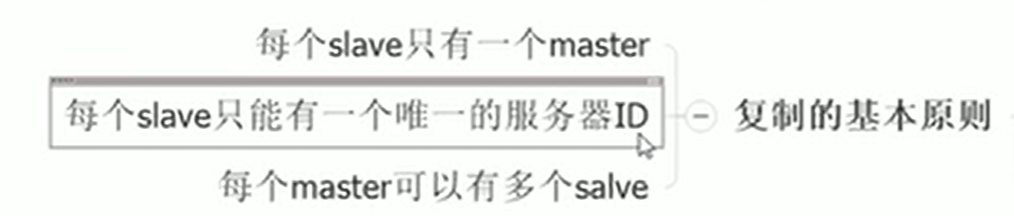 每个slave只有一个master
每个slave只能有一个唯一的服务器ID
复制的基本原则
每个master可以有多个salve